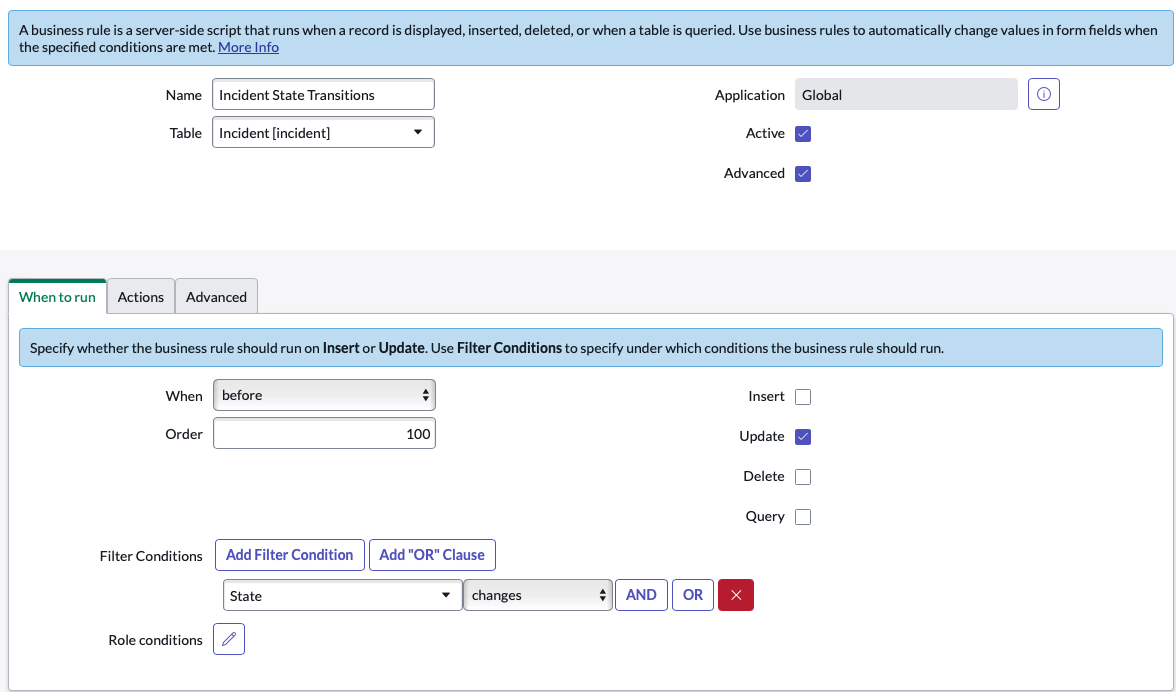 A business rule is a server-side script that runs when a record is displayed, inserted, deleted, or when a table is queried. Use business rules to automatically change values in form fields when
the specified conditions are met. More Info
Name Incident State Transitions
Application Global
Table Incident [incident]
Active
Advanced
When to run Actions Advanced
Specify whether the business rule should run on Insert or Update. Use Filter Conditions to specify under which conditions the business rule should run.
When before
Insert
Order 100
Update
Delete
Query
Filter Conditions Add Filter Condition Add "OR" Clause
State changes AND OR
Role conditions